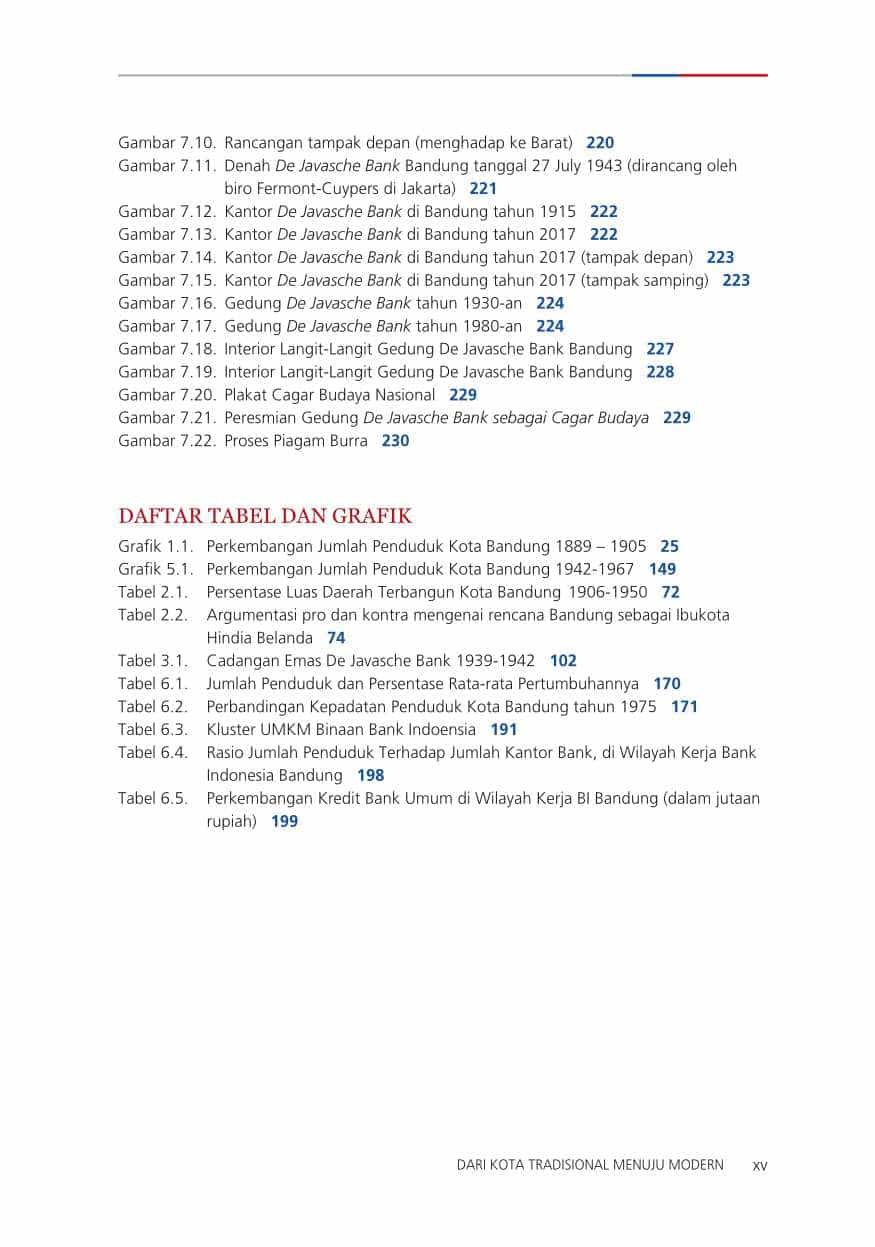 Gambar 7.10. Rancangan tampak depan (menghadap ke Barat) 220
Gambar 7.11. Denah De Javasche Bank Bandung tanggal 27 July 1943 (dirancang oleh
biro Fermont-Cuypers di Jakarta) 221
Gambar 7.12. Kantor De Javasche Bank di Bandung tahun 1915 222
Gambar 7.13. Kantor De Javasche Bank di Bandung tahun 2017 222
Gambar 7.14. Kantor De Javasche Bank di Bandung tahun 2017 (tampak depan) 223
Gambar 7.15. Kantor De Javasche Bank di Bandung tahun 2017 (tampak samping) 223
Gambar 7.16. Gedung De Javasche Bank tahun 1930-an 224
Gambar 7.17. Gedung De Javasche Bank tahun 1980-an 224
Gambar 7.18. Interior Langit-Langit Gedung De Javasche Bank Bandung 227
Gambar 7.19. Interior Langit-Langit Gedung De Javasche Bank Bandung 228
Gambar 7.20. Plakat Cagar Budaya Nasional 229
Gambar 7.21. Peresmian Gedung De Javasche Bank sebagai Cagar Budaya 229
Gambar 7.22. Proses Piagam Burra 230
DAFTAR TABEL DAN GRAFIK
Grafik 1.1. Perkembangan Jumlah Penduduk Kota Bandung 1889 – 1905 25
Grafik 5.1. Perkembangan Jumlah Penduduk Kota Bandung 1942-1967 149
Tabel 2.1. Persentase Luas Daerah Terbangun Kota Bandung 1906-1950 72
Tabel 2.2. Argumentasi pro dan kontra mengenai rencana Bandung sebagai Ibukota
Hindia Belanda 74
Tabel 3.1. Cadangan Emas De Javasche Bank 1939-1942 102
Tabel 6.1. Jumlah Penduduk dan Persentase Rata-rata Pertumbuhannya 170
Tabel 6.2. Perbandingan Kepadatan Penduduk Kota Bandung tahun 1975 171
Tabel 6.3. Kluster UMKM Binaan Bank Indoensia 191
Tabel 6.4. Rasio Jumlah Penduduk Terhadap Jumlah Kantor Bank, di Wilayah Kerja Bank
Indonesia Bandung 198
Tabel 6.5. Perkembangan Kredit Bank Umum di Wilayah Kerja BI Bandung (dalam jutaan
rupiah) 199
DARI KOTA TRADISIONAL MENUJU MODERN xv